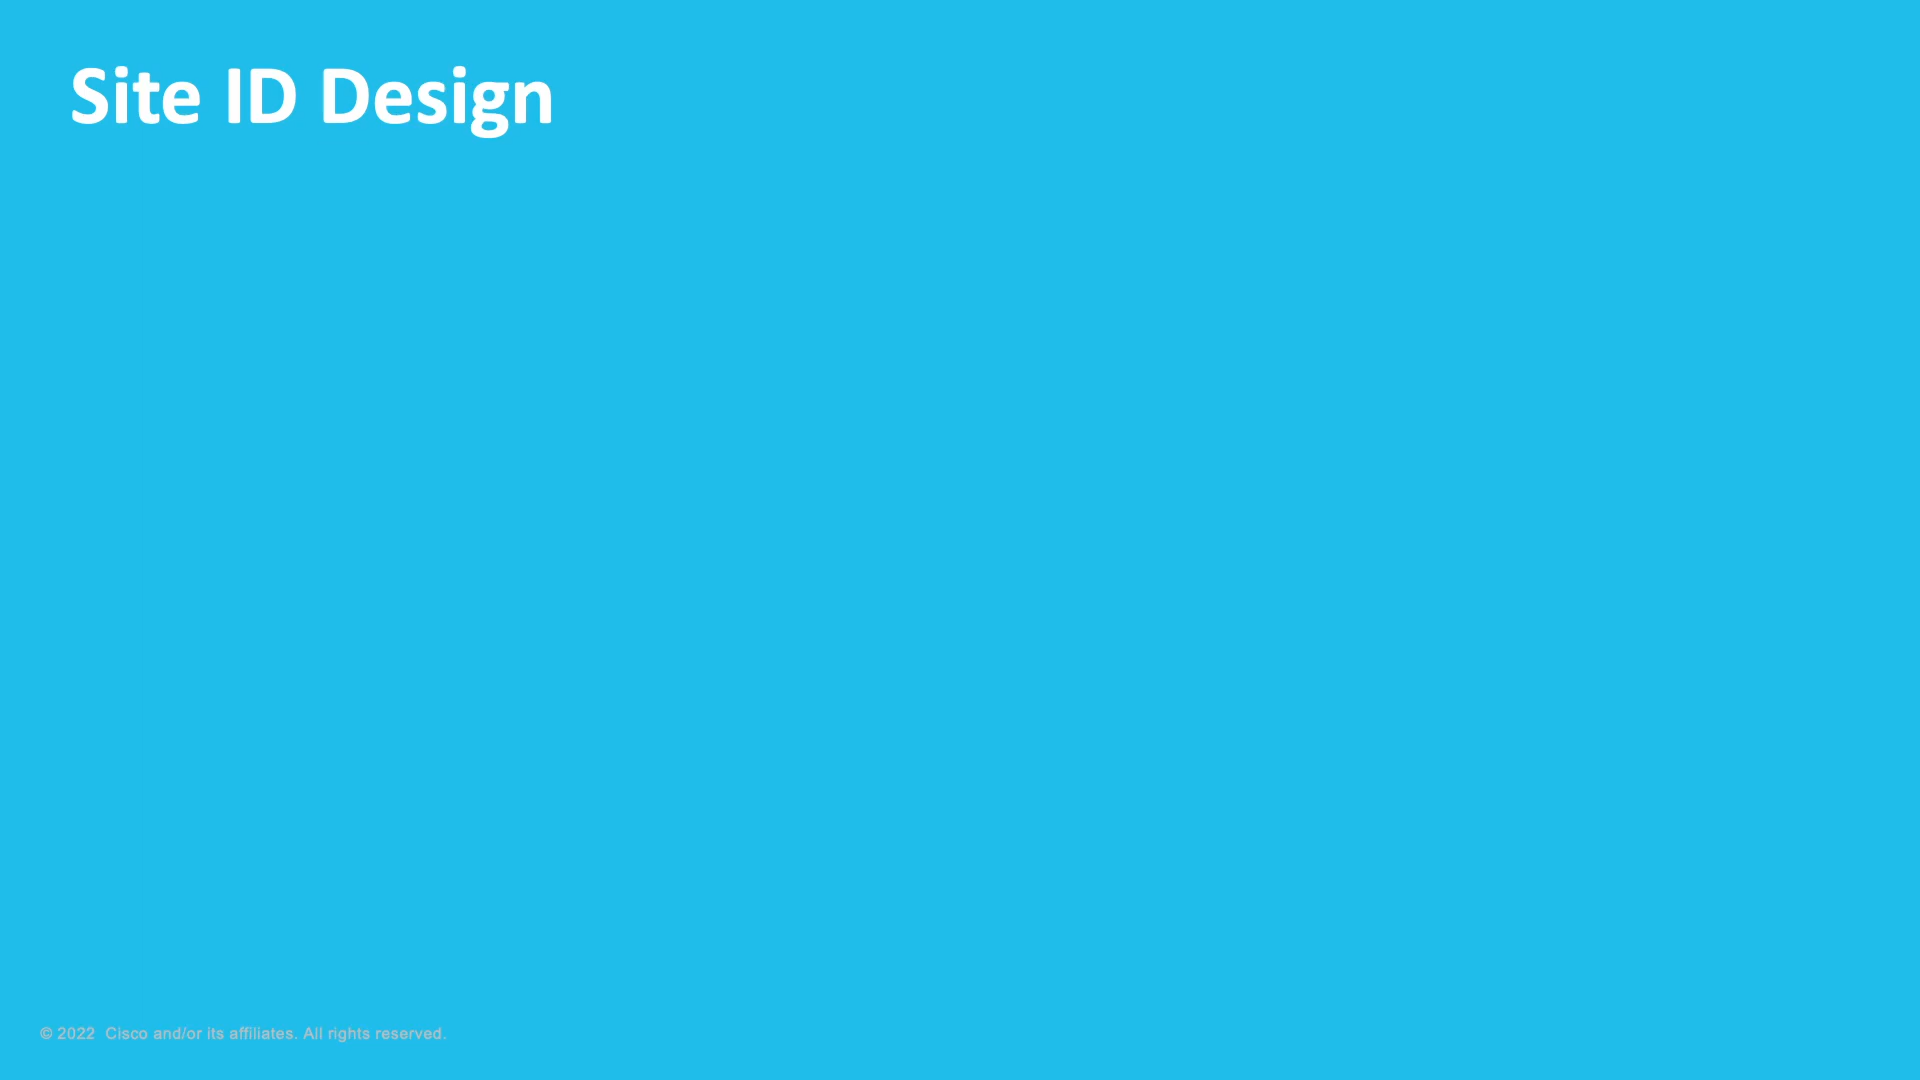 Site ID Design
© 2022  Cisco and/or its affiliates. All rights reserved.